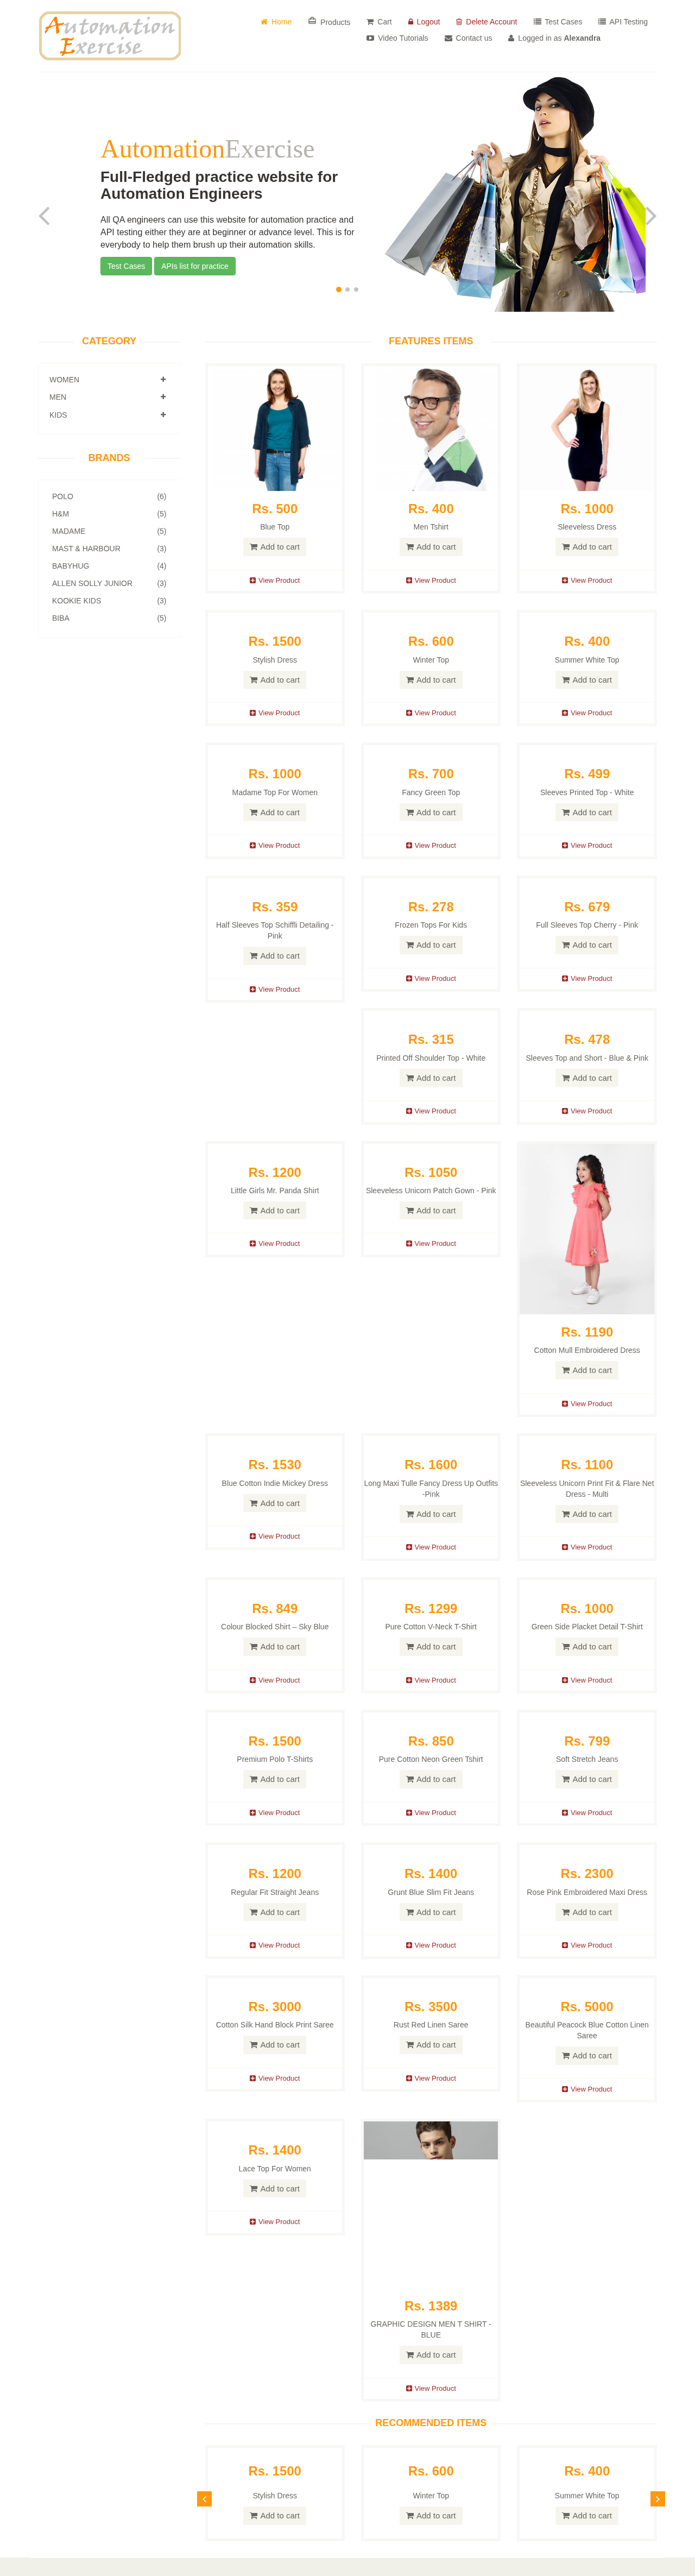 Automation
Exercise
Home
Products
Cart
Logout
Delete Account
Test Cases
API Testing
Video Tutorials
Contact us
Logged in as Alexandra
AutomationExercise
Full-Fledged practice website for
Automation Engineers
All QA engineers can use this website for automation practice and
API testing either they are at beginner or advance level. This is for
everybody to help them brush up their automation skills.
Test Cases
APIs list for practice
CATEGORY
WOMEN
MEN
KIDS
BRANDS
POLO (6)
H&M (5)
MADAME (5)
MAST & HARBOUR (3)
BABYHUG (4)
ALLEN SOLLY JUNIOR (3)
KOOKIE KIDS (3)
BIBA (5)
FEATURES ITEMS
Rs. 500
Blue Top
Add to cart
View Product
Rs. 400
Men Tshirt
Add to cart
View Product
Rs. 1000
Sleeveless Dress
Add to cart
View Product
Rs. 1500
Stylish Dress
Add to cart
View Product
Rs. 600
Winter Top
Add to cart
View Product
Rs. 400
Summer White Top
Add to cart
View Product
Rs. 1000
Madame Top For Women
Add to cart
View Product
Rs. 700
Fancy Green Top
Add to cart
View Product
Rs. 499
Sleeves Printed Top - White
Add to cart
View Product
Rs. 359
Half Sleeves Top Schiffli Detailing -
Pink
Add to cart
View Product
Rs. 278
Frozen Tops For Kids
Add to cart
View Product
Rs. 679
Full Sleeves Top Cherry - Pink
Add to cart
View Product
Rs. 315
Printed Off Shoulder Top - White
Add to cart
View Product
Rs. 478
Sleeves Top and Short - Blue & Pink
Add to cart
View Product
Rs. 1200
Little Girls Mr. Panda Shirt
Add to cart
View Product
Rs. 1050
Sleeveless Unicorn Patch Gown - Pink
Add to cart
View Product
Rs. 1190
Cotton Mull Embroidered Dress
Add to cart
View Product
Rs. 1530
Blue Cotton Indie Mickey Dress
Add to cart
View Product
Rs. 1600
Long Maxi Tulle Fancy Dress Up Outfits
-Pink
Add to cart
View Product
Rs. 1100
Sleeveless Unicorn Print Fit & Flare Net
Dress - Multi
Add to cart
View Product
Rs. 849
Colour Blocked Shirt – Sky Blue
Add to cart
View Product
Rs. 1299
Pure Cotton V-Neck T-Shirt
Add to cart
View Product
Rs. 1000
Green Side Placket Detail T-Shirt
Add to cart
View Product
Rs. 1500
Premium Polo T-Shirts
Add to cart
View Product
Rs. 850
Pure Cotton Neon Green Tshirt
Add to cart
View Product
Rs. 799
Soft Stretch Jeans
Add to cart
View Product
Rs. 1200
Regular Fit Straight Jeans
Add to cart
View Product
Rs. 1400
Grunt Blue Slim Fit Jeans
Add to cart
View Product
Rs. 2300
Rose Pink Embroidered Maxi Dress
Add to cart
View Product
Rs. 3000
Cotton Silk Hand Block Print Saree
Add to cart
View Product
Rs. 3500
Rust Red Linen Saree
Add to cart
View Product
Rs. 5000
Beautiful Peacock Blue Cotton Linen
Saree
Add to cart
View Product
Rs. 1400
Lace Top For Women
Add to cart
View Product
Rs. 1389
GRAPHIC DESIGN MEN T SHIRT -
BLUE
Add to cart
View Product
RECOMMENDED ITEMS
Rs. 1500
Stylish Dress
Add to cart
Rs. 600
Winter Top
Add to cart
Rs. 400
Summer White Top
Add to cart